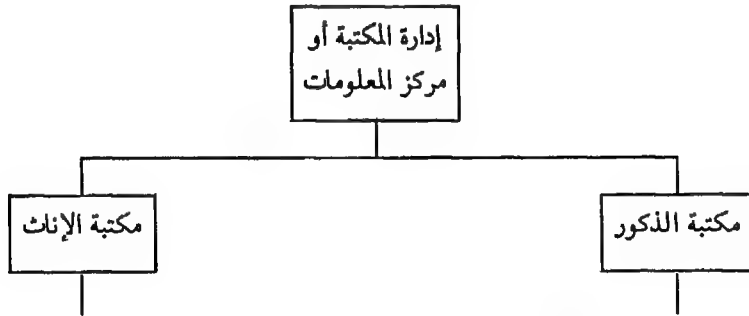 إدارة المكتبة أو
مركز المعلومات
مكتبة الذكور
مكتبة الإناث